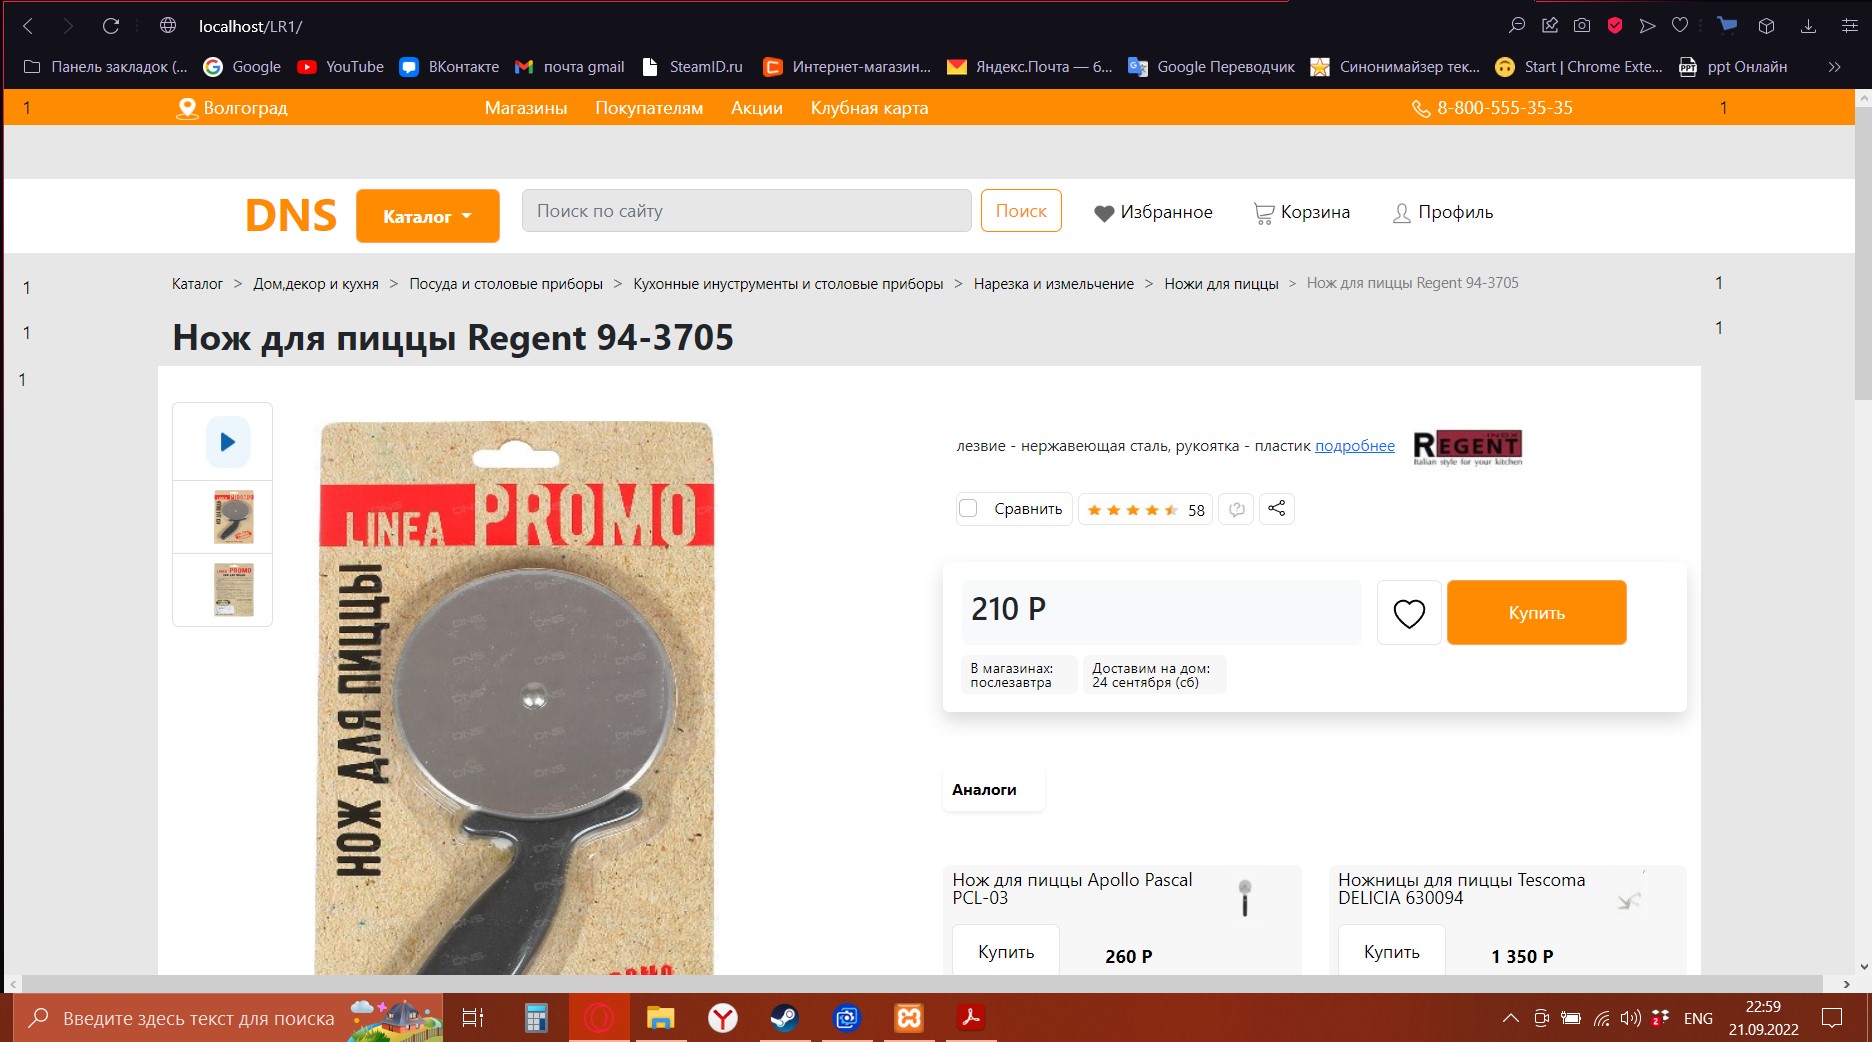 localhost/LR1/
Панель закладок (... Google YouTube ВКонтакте почта gmail SteamID.ru Интернет-магазин... Яндекс.Почта — б... Google Переводчик Синонимайзер тек... Start | Chrome Exte... PPT ppt Онлайн
1 Волгоград Магазины Покупателям Акции Клубная карта 8-800-555-35-35 1
DNS Каталог Поиск по сайту Поиск Избранное Корзина Профиль
1 Каталог > Дом,декор и кухня > Посуда и столовые приборы > Кухонные инуструменты и столовые приборы > Нарезка и измельчение > Ножи для пиццы > Нож для пиццы Regent 94-3705 1
1 Нож для пиццы Regent 94-3705 1
1
LINEA PROMO
НОЖ ДЛЯ ПИЦЦЫ
лезвие - нержавеющая сталь, рукоятка - пластик подробнее
REGENT INOX
Italian style for your kitchen
Сравнить 58
210 Р Купить
В магазинах:
послезавтра
Доставим на дом:
24 сентября (сб)
Аналоги
Нож для пиццы Apollo Pascal
PCL-03
Купить 260 Р
Ножницы для пиццы Tescoma
DELICIA 630094
Купить 1 350 Р
Введите здесь текст для поиска
2 ENG
22:59
21.09.2022